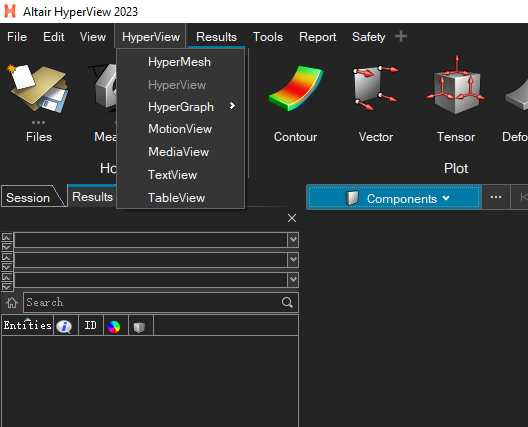 Altair HyperView 2023
File Edit View HyperView Results Tools Report Safety
HyperMesh
HyperView
HyperGraph
MotionView
MediaView
TextView
TableView
Files Mea Contour Vector Tensor Defo
Ho Plot
Session Results
Components
Search
Entities ID